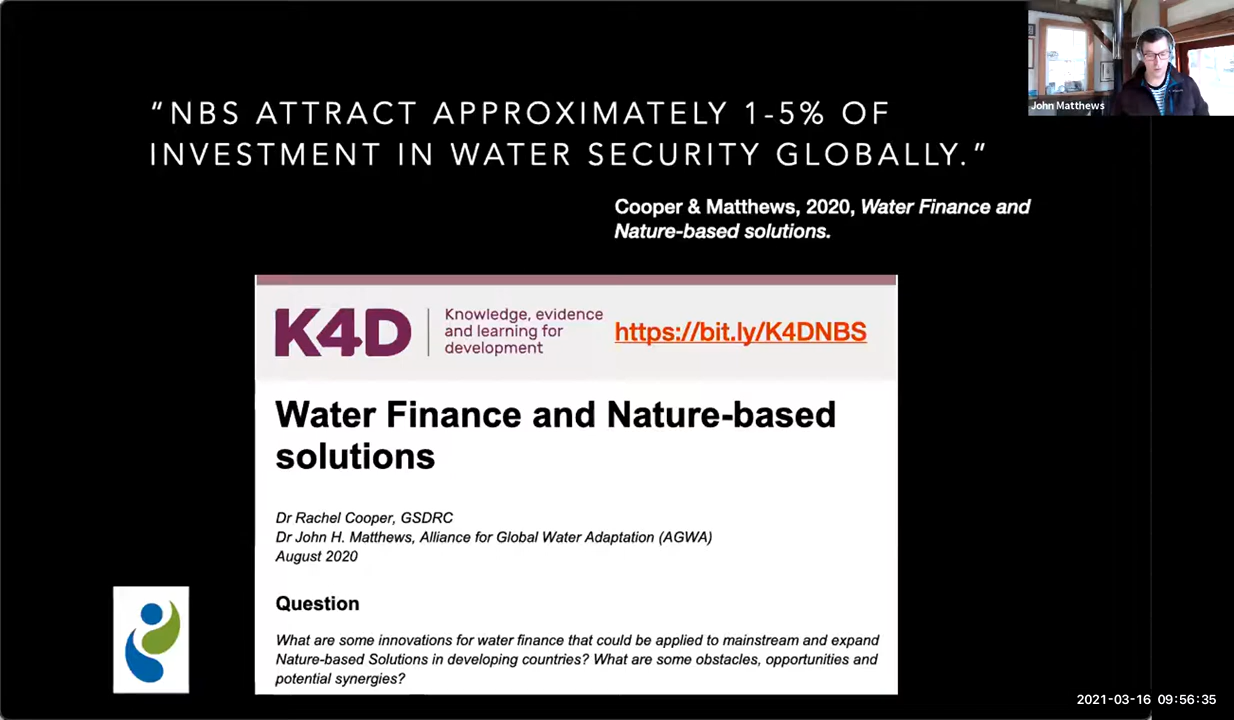 “NBS ATTRACT APPROXIMATELY 1-5% OF
INVESTMENT IN WATER SECURITY GLOBALLY.”
John Matthews
Cooper & Matthews, 2020, Water Finance and
Nature-based solutions.
K4D
Knowledge, evidence
and learning for
development
https://bit.ly/K4DNBS
Water Finance and Nature-based
solutions
Dr Rachel Cooper, GSDRC
Dr John H. Matthews, Alliance for Global Water Adaptation (AGWA)
August 2020
Question
What are some innovations for water finance that could be applied to mainstream and expand
Nature-based Solutions in developing countries? What are some obstacles, opportunities and
potential synergies?
2021-03-16 09:56:35